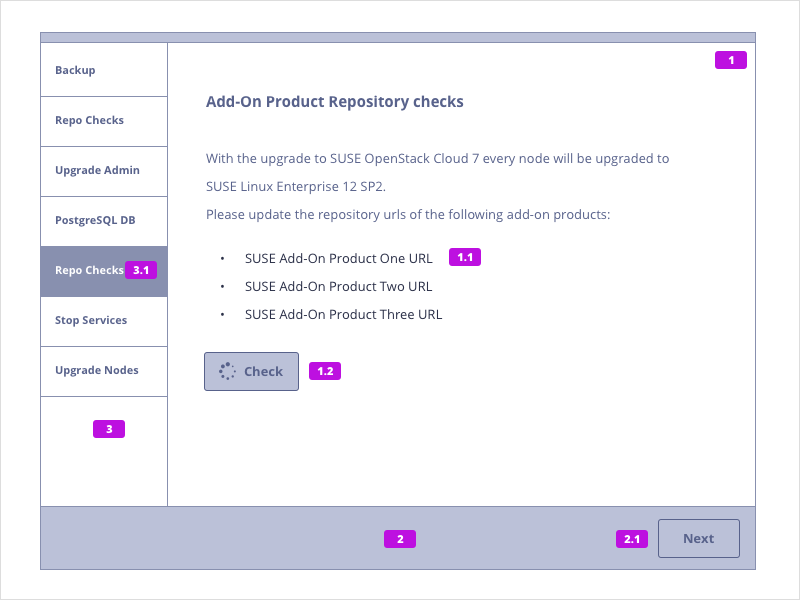 Backup
Repo Checks
Upgrade Admin
PostgreSQL DB
Repo Checks 3.1
Stop Services
Upgrade Nodes
3
1
Add-On Product Repository checks
With the upgrade to SUSE OpenStack Cloud 7 every node will be upgraded to
SUSE Linux Enterprise 12 SP2.
Please update the repository urls of the following add-on products:
• SUSE Add-On Product One URL 1.1
• SUSE Add-On Product Two URL
• SUSE Add-On Product Three URL
Check 1.2
2
2.1 Next